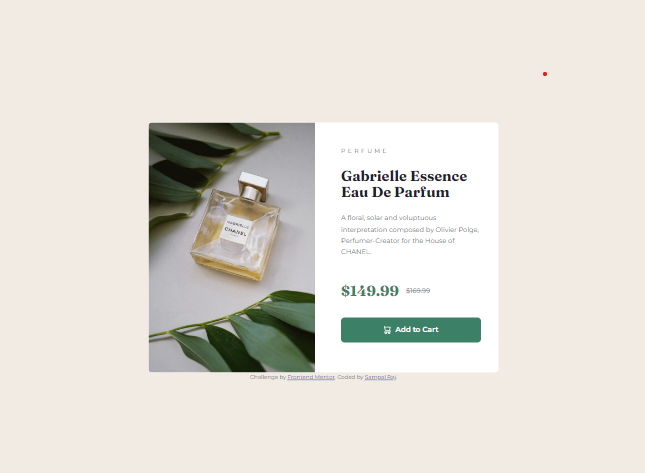 PERFUME
Gabrielle Essence
Eau De Parfum
A floral, solar and voluptuous
interpretation composed by Olivier Polge,
Perfumer-Creator for the House of
CHANEL.
$149.99 $169.99
Add to Cart
GABRIELLE
CHANEL
Challenge by Frontend Mentor. Coded by Sampal Raj.